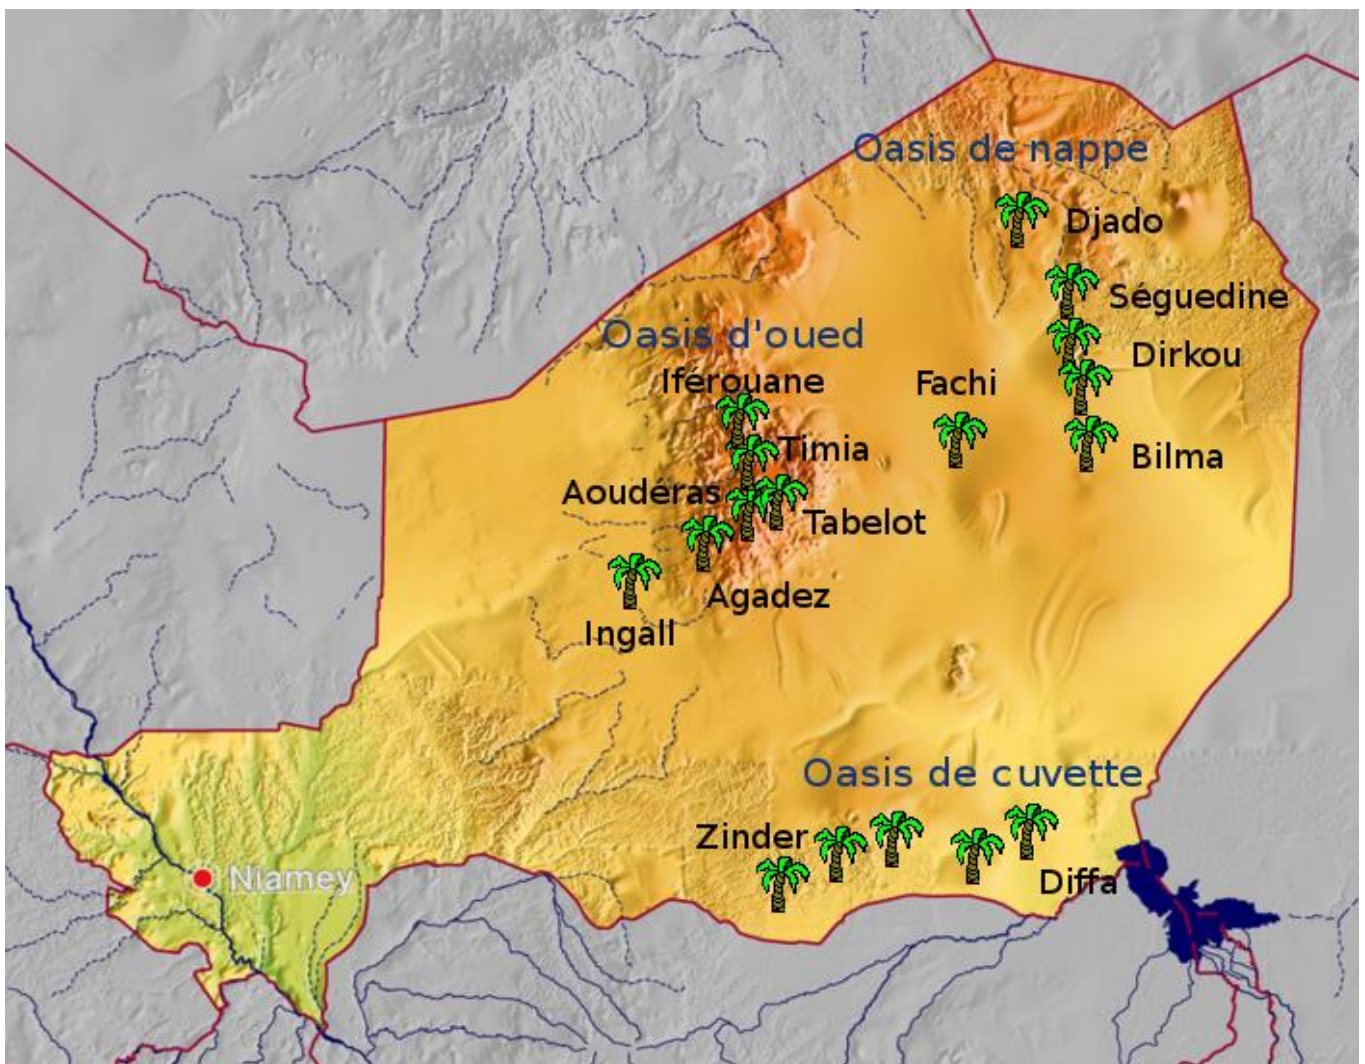 Oasis de nappe
Djado
Séguedine
Oasis d'oued
Dirkou
Iférouane
Fachi
Timia
Bilma
Aoudéras
Tabelot
Agadez
Ingall
Oasis de cuvette
Zinder
Niamey
Diffa